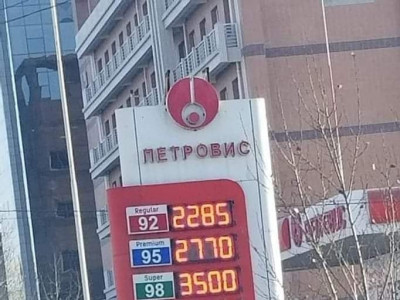 ПЕТРОВИС
Regular
92 2285
Premium
95 2770
Super
98 3500